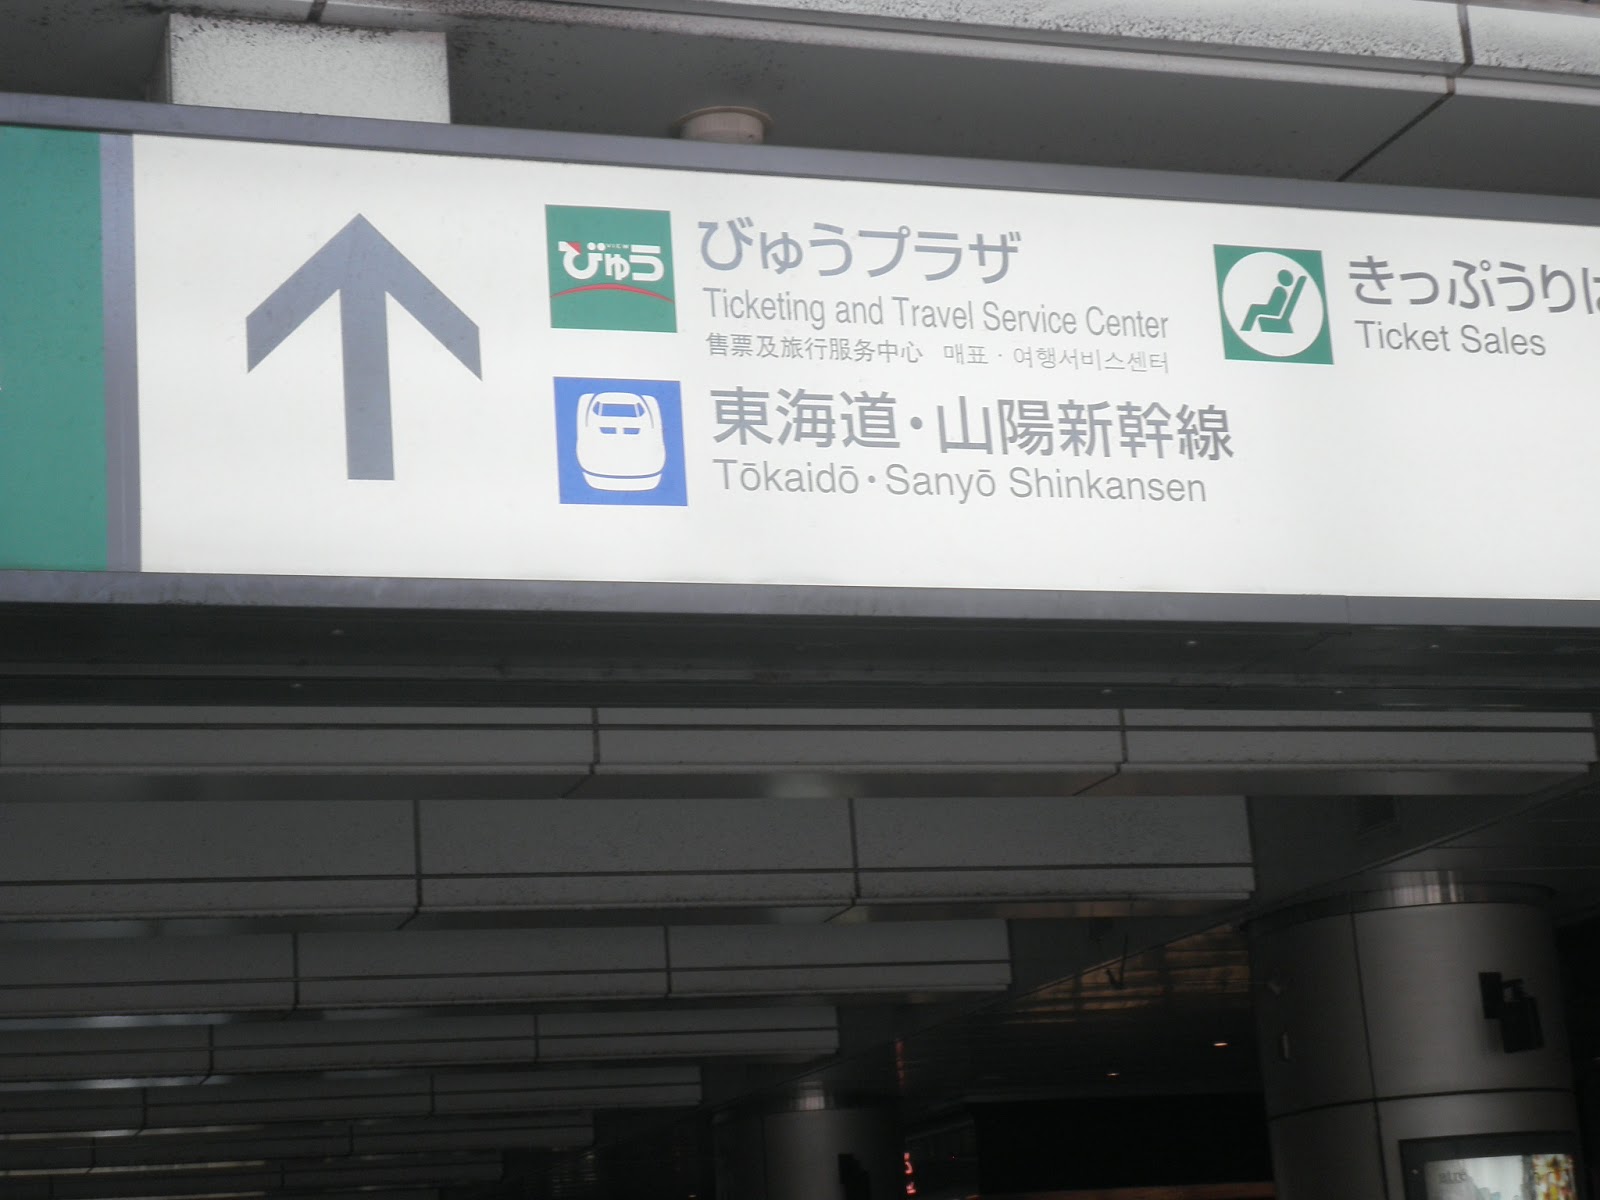 VIEW
びゅう
びゅうプラザ
Ticketing and Travel Service Center
售票及旅行服务中心 매표·여행서비스센터
東海道・山陽新幹線
Tōkaidō・Sanyō Shinkansen
きっぷうりは
Ticket Sales